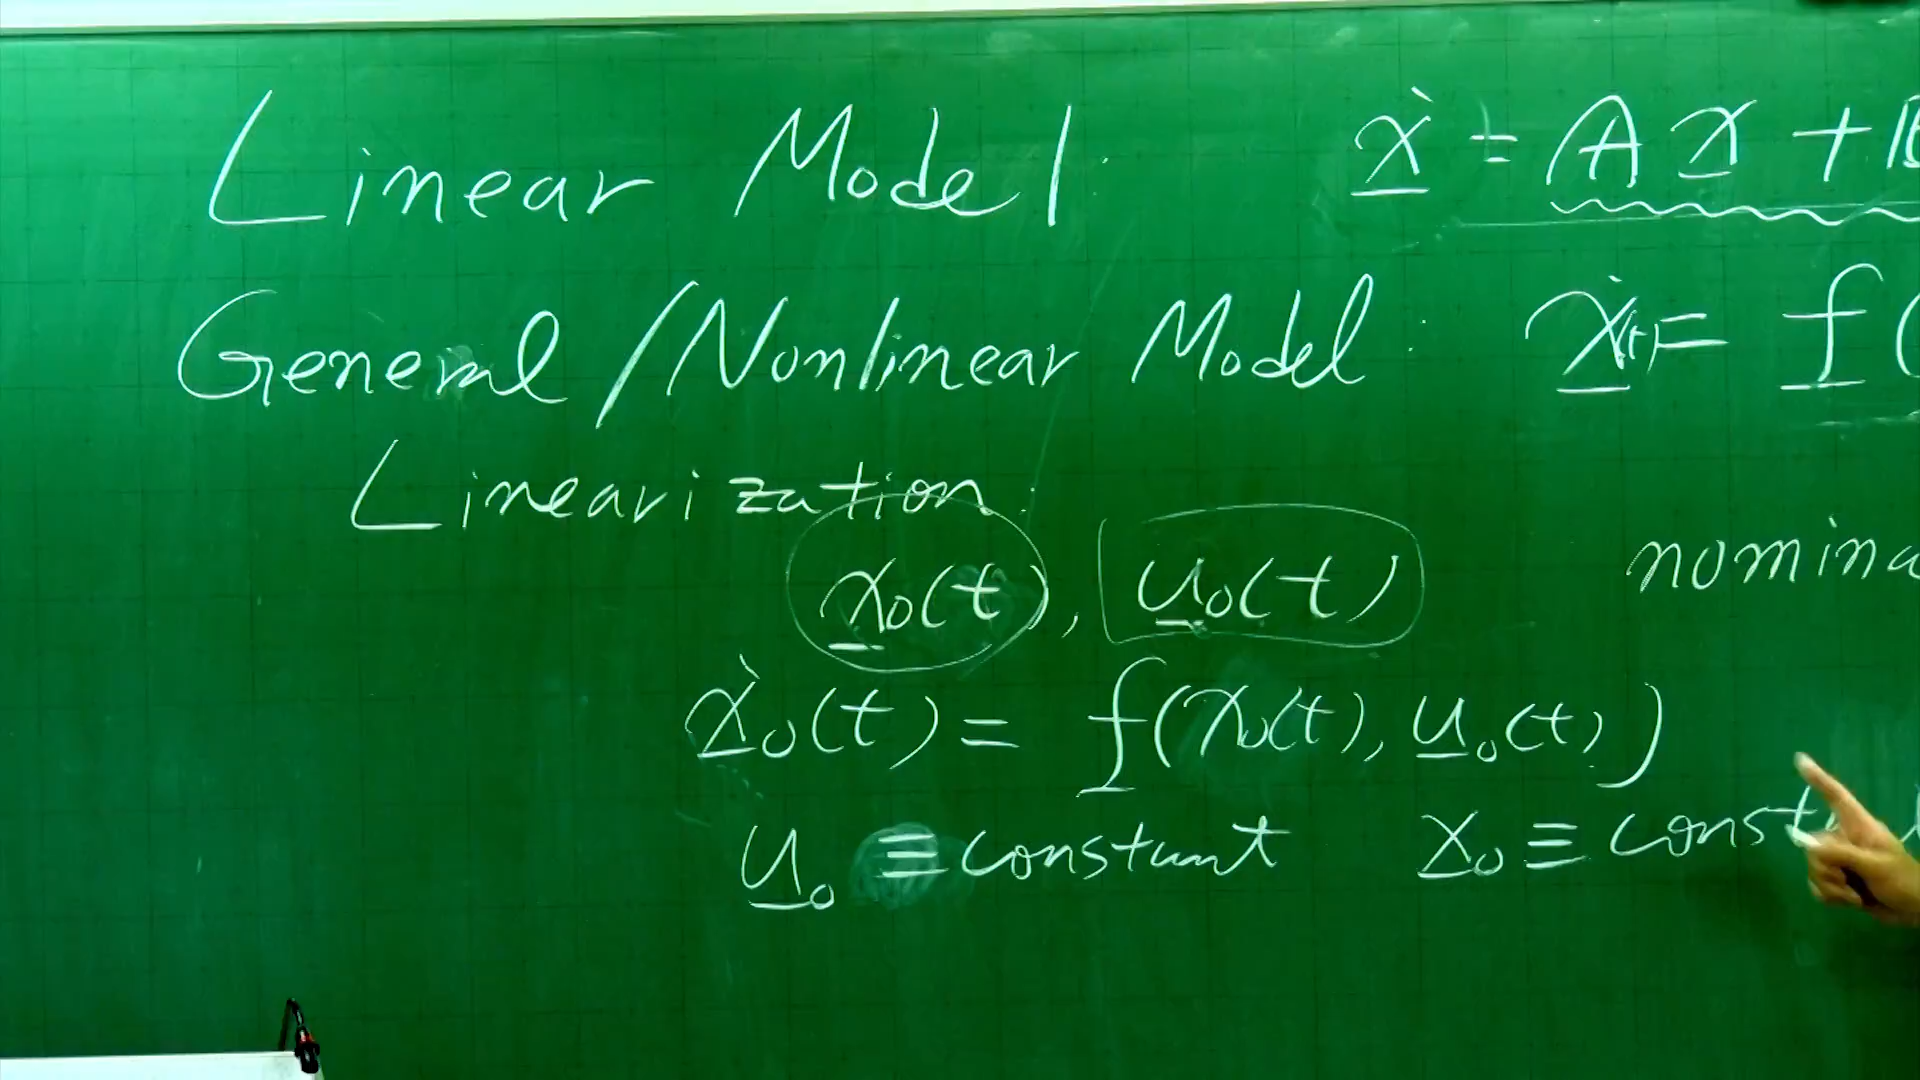 Linear Model: ẋ = A x + B
General/Nonlinear Model: ẋ(t) = f(
Linearization:
x₀(t), u₀(t) nomina
ẋ₀(t) = f(x₀(t), u₀(t))
u₀ ≡ constant x₀ ≡ const